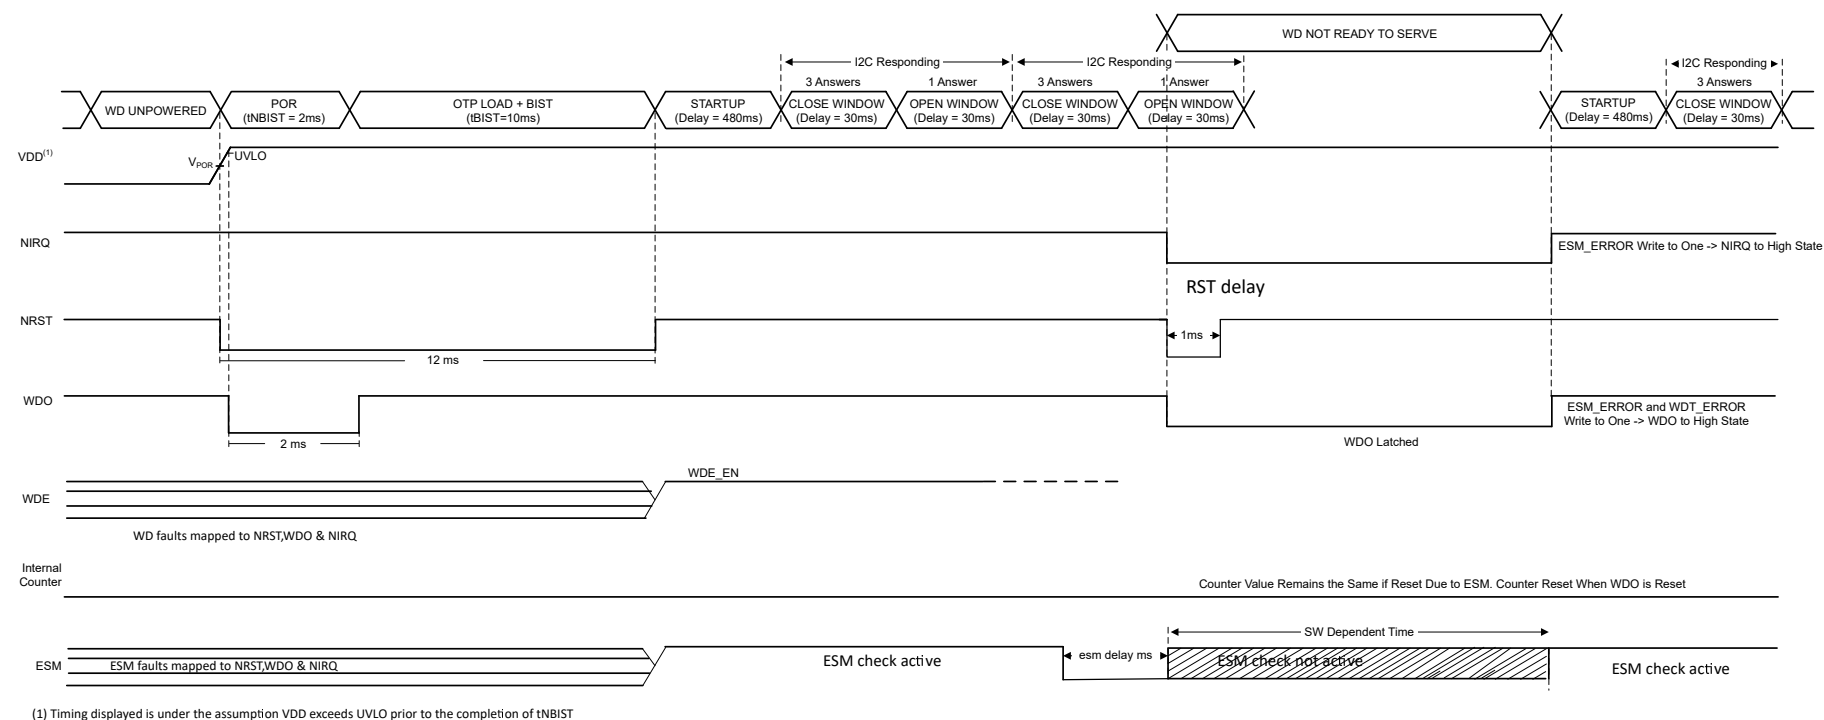 WD NOT READY TO SERVE
I2C Responding
I2C Responding
I2C Responding
3 Answers
1 Answer
3 Answers
1 Answer
3 Answers
WD UNPOWERED
POR
(tNBIST = 2ms)
OTP LOAD + BIST
(tBIST=10ms)
STARTUP
(Delay = 480ms)
CLOSE WINDOW
(Delay = 30ms)
OPEN WINDOW
(Delay = 30ms)
CLOSE WINDOW
(Delay = 30ms)
OPEN WINDOW
(Delay = 30ms)
STARTUP
(Delay = 480ms)
CLOSE WINDOW
(Delay = 30ms)
VDD(1)
VPOR
UVLO
NIRQ
ESM_ERROR Write to One -> NIRQ to High State
RST delay
NRST
12 ms
1ms
WDO
2 ms
WDO Latched
ESM_ERROR and WDT_ERROR
Write to One -> WDO to High State
WDE
WDE_EN
WD faults mapped to NRST,WDO & NIRQ
Internal
Counter
Counter Value Remains the Same if Reset Due to ESM. Counter Reset When WDO is Reset
SW Dependent Time
ESM
ESM faults mapped to NRST,WDO & NIRQ
ESM check active
esm delay ms
ESM check not active
ESM check active
(1) Timing displayed is under the assumption VDD exceeds UVLO prior to the completion of tNBIST